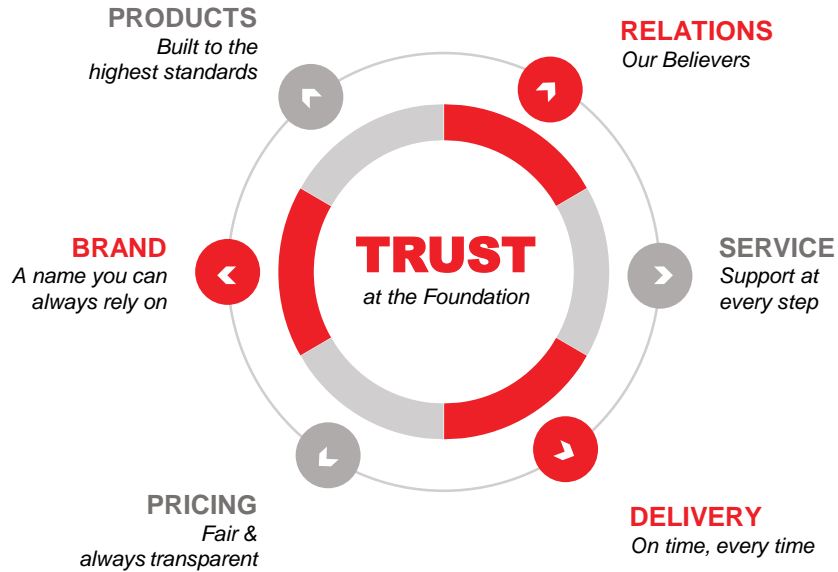 PRODUCTS
Built to the
highest standards
RELATIONS
Our Believers
BRAND
A name you can
always rely on
TRUST
at the Foundation
SERVICE
Support at
every step
PRICING
Fair &
always transparent
DELIVERY
On time, every time